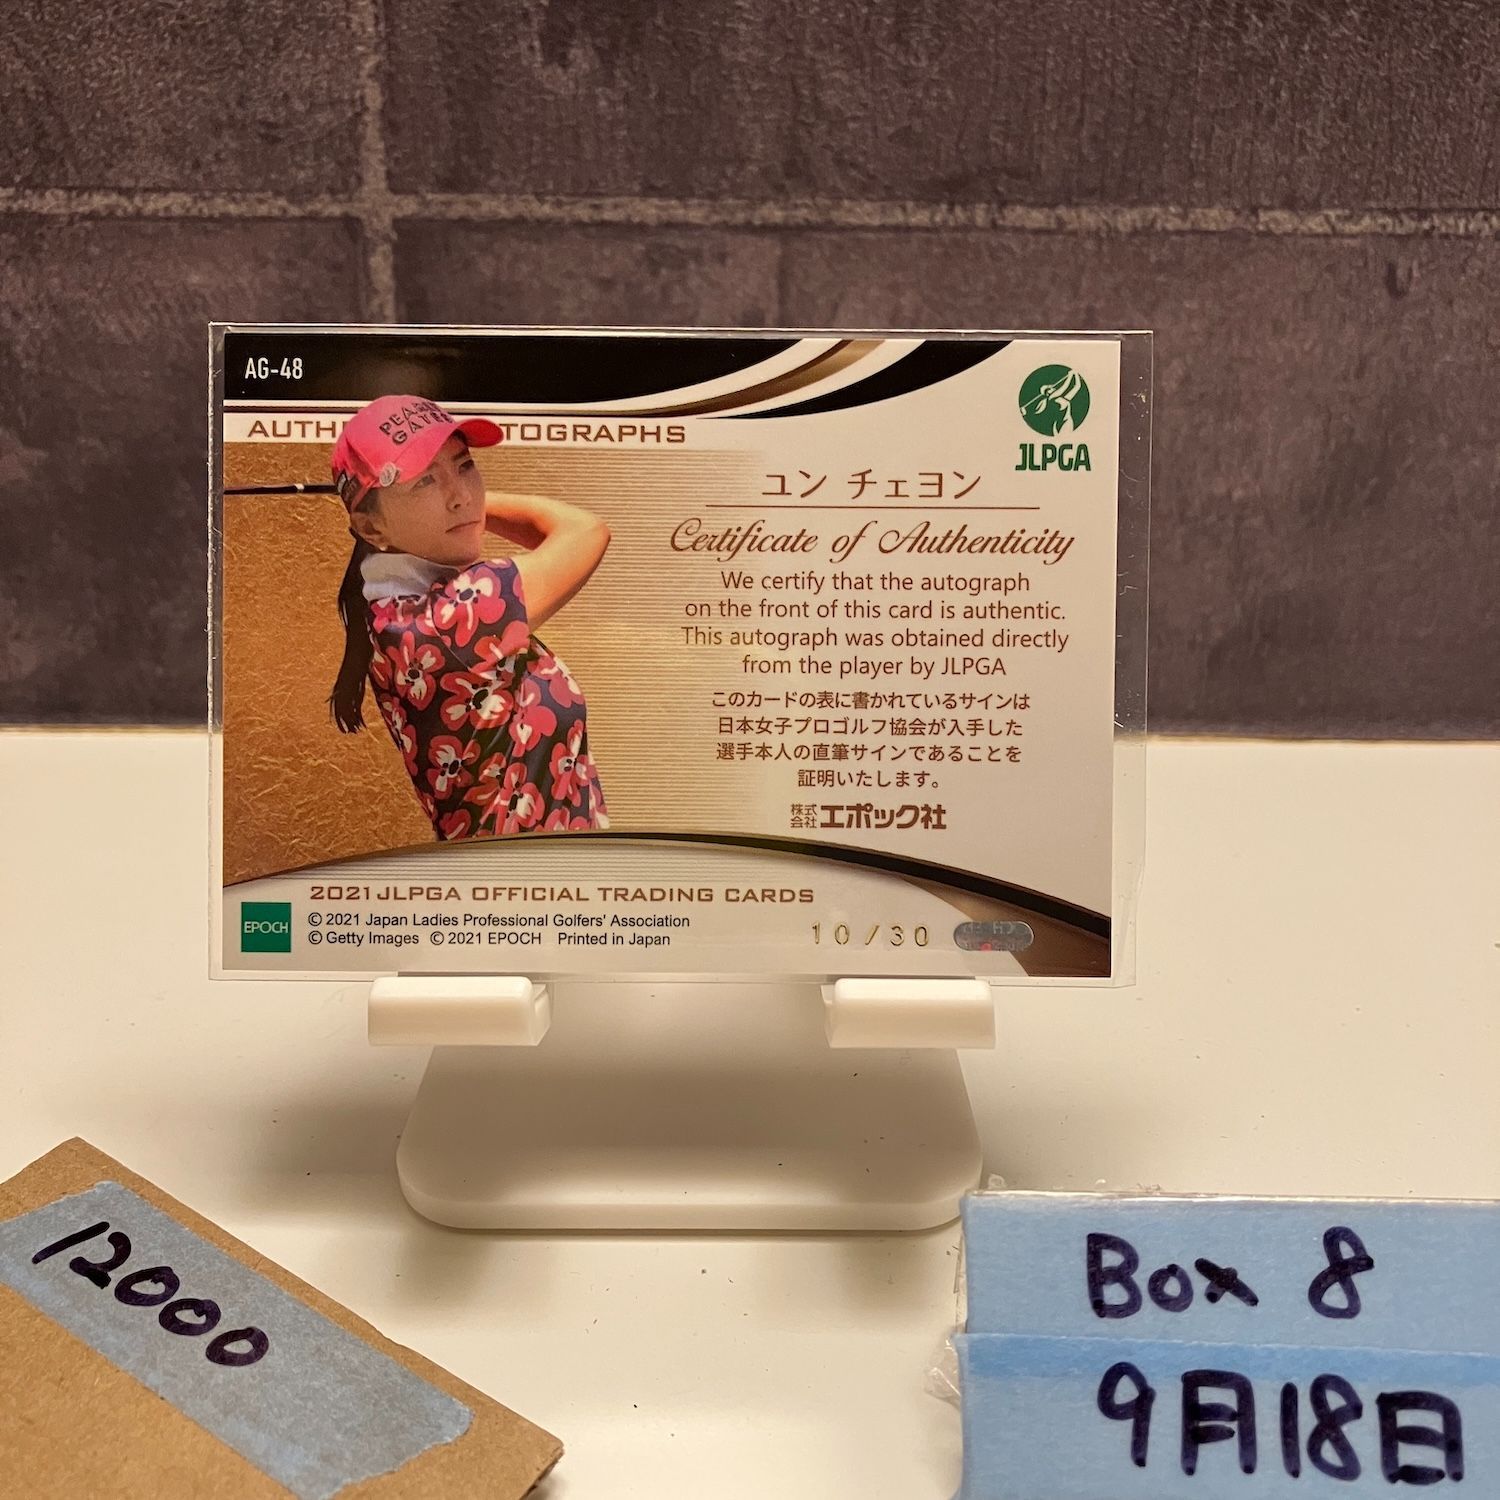 AG-48
AUTH TOGRAPHS
PEARL
GATES
JLPGA
ユン チェヨン
Certificate of Authenticity
We certify that the autograph
on the front of this card is authentic.
This autograph was obtained directly
from the player by JLPGA
このカードの表に書かれているサインは
日本女子プロゴルフ協会が入手した
選手本人の直筆サインであることを
証明いたします。
株式会社エポック社
2021 JLPGA OFFICIAL TRADING CARDS
EPOCH
© 2021 Japan Ladies Professional Golfers' Association
© Getty Images © 2021 EPOCH Printed in Japan
10/30
12000
Box 8
9月18日